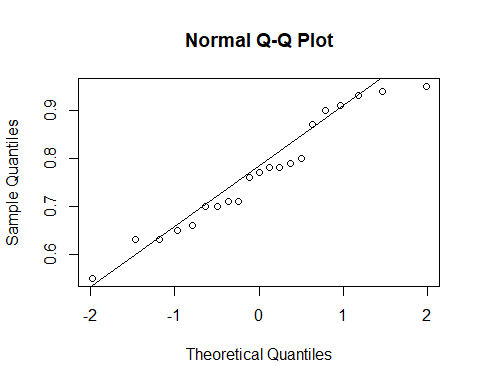 Normal Q-Q Plot
Sample Quantiles
0.9
0.8
0.7
0.6
-2 -1 0 1 2
Theoretical Quantiles